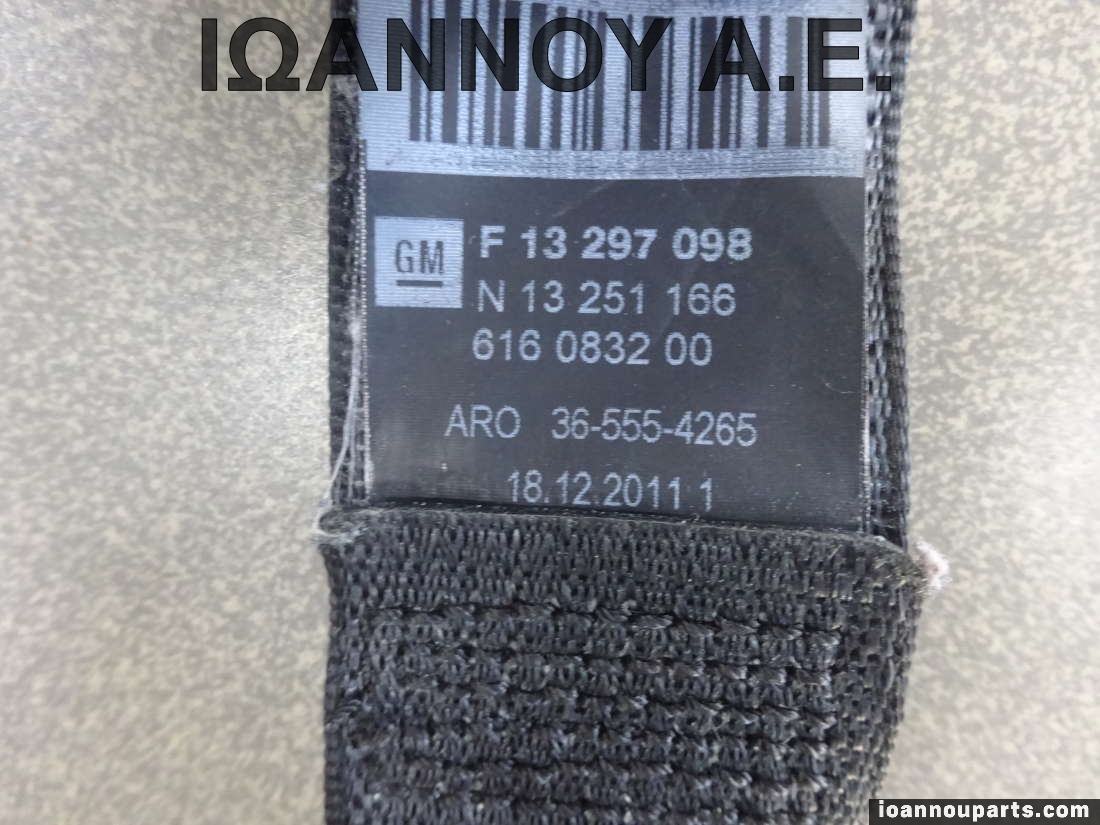 ΙΩΑΝΝΟΥ Α.Ε.
GM
F 13 297 098
N 13 251 166
616 0832 00
ARO 36-555-4265
18.12.2011 1
ioannouparts.com